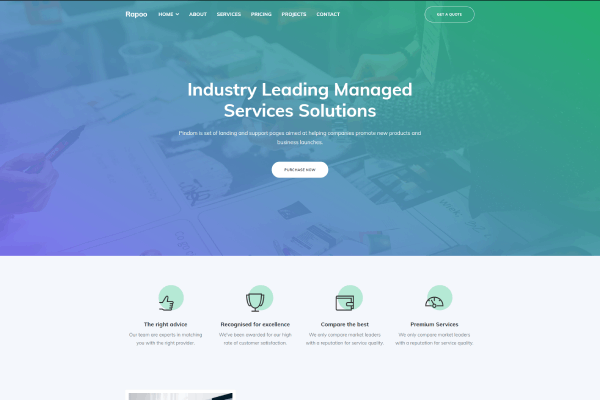 Rapoo HOME ABOUT SERVICES PRICING PROJECTS CONTACT GET A QUOTE
Industry Leading Managed
Services Solutions
Pindom is set of landing and support pages aimed at helping companies promote new products and
business launches.
PURCHASE NOW
The right advice
Our team are experts in matching
you with the right provider.
Recognised for excellence
We've been awarded for our high
rate of customer satisfaction.
Compare the best
We only compare market leaders
with a reputation for service quality.
Premium Services
We only compare market leaders
with a reputation for service quality.